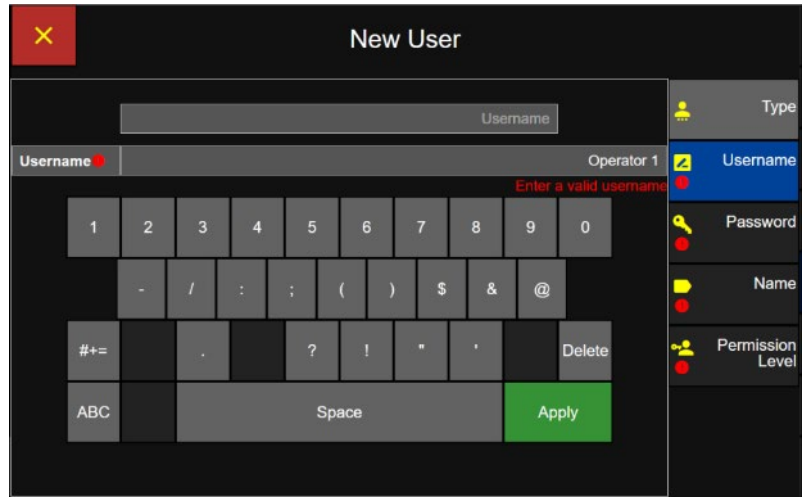 ×
New User
Username
Username
Operator 1
Enter a valid username
1 2 3 4 5 6 7 8 9 0
- / : ; ( ) $ & @
#+= . ? ! " ' Delete
ABC Space Apply
Type
Username
Password
Name
Permission
Level